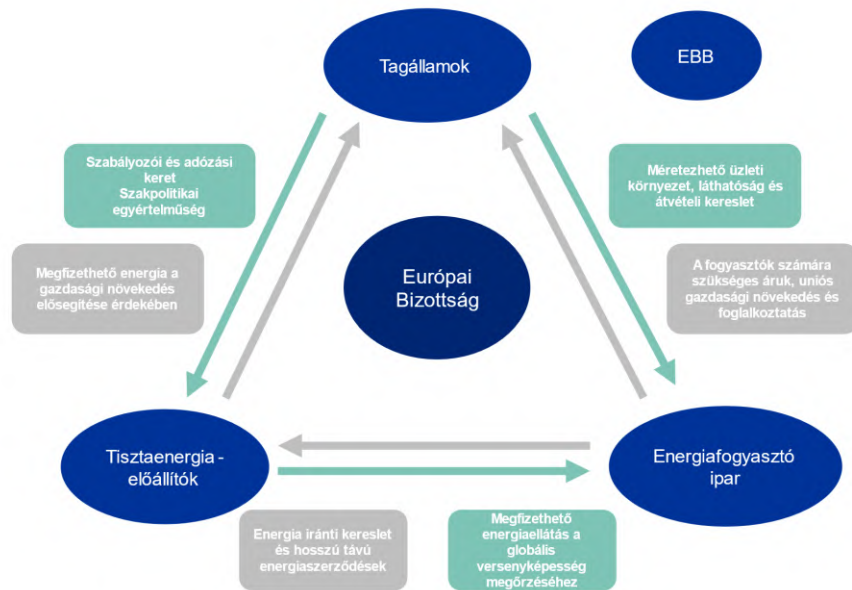 Tagállamok
EBB
Szabályozói és adózási
keret
Szakpolitikai
egyértelműség
Méretezhető üzleti
környezet, láthatóság és
átvételi kereslet
Megfizethető energia a
gazdasági növekedés
elősegítése érdekében
Európai
Bizottság
A fogyasztók számára
szükséges áruk, uniós
gazdasági növekedés és
foglalkoztatás
Tisztaenergia -
előállítók
Energiafogyasztó
ipar
Energia iránti kereslet
és hosszú távú
energiaszerződések
Megfizethető
energiaellátás a
globális
versenyképesség
megőrzéséhez